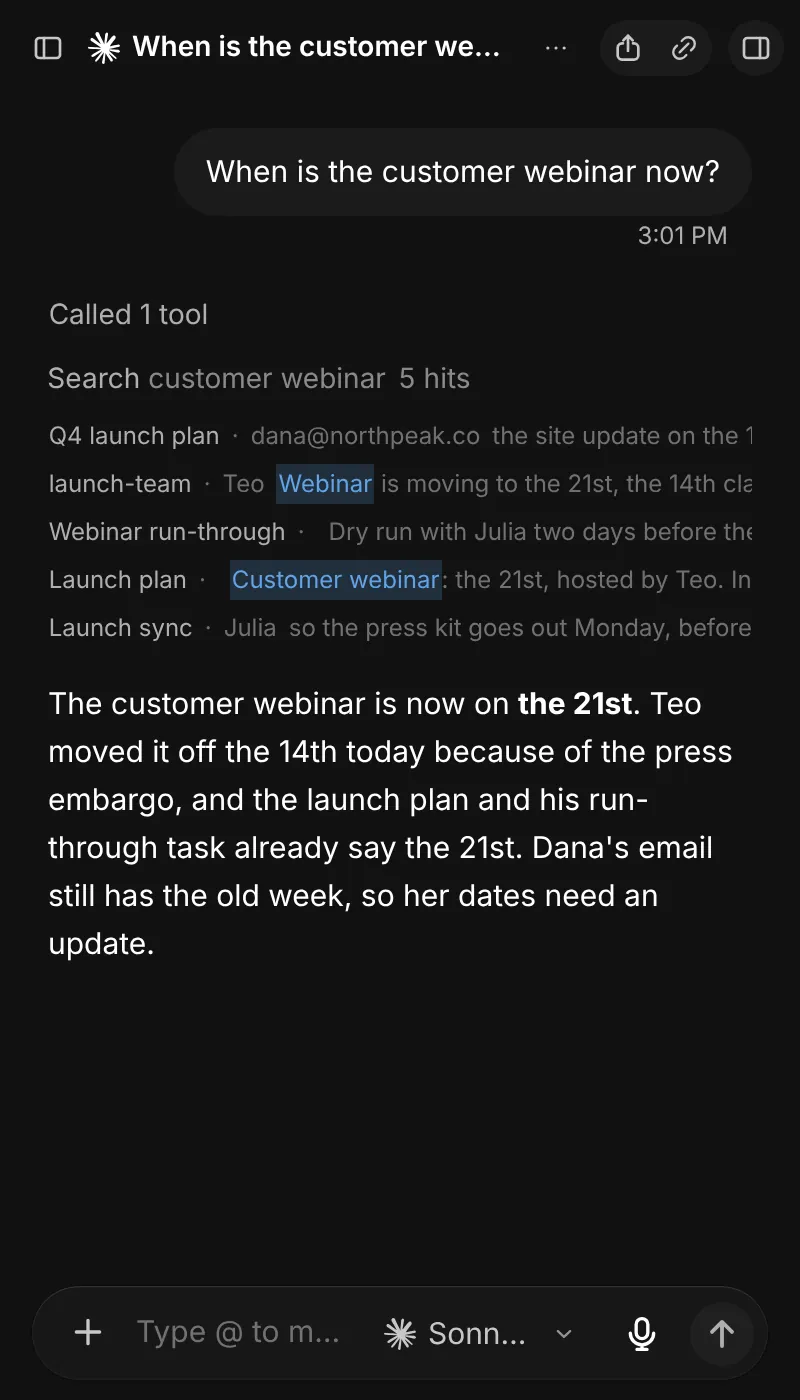 When is the customer we...
When is the customer webinar now?
3:01 PM
Called 1 tool
Search customer webinar 5 hits
Q4 launch plan · dana@northpeak.co the site update on the
launch-team · Teo Webinar is moving to the 21st, the 14th
Webinar run-through · Dry run with Julia two days before
Launch plan · Customer webinar: the 21st, hosted by Teo. In
Launch sync · Julia so the press kit goes out Monday, before
The customer webinar is now on the 21st. Teo
moved it off the 14th today because of the press
embargo, and the launch plan and his run-
through task already say the 21st. Dana's email
still has the old week, so her dates need an
update.
Type @ to m... Sonn...